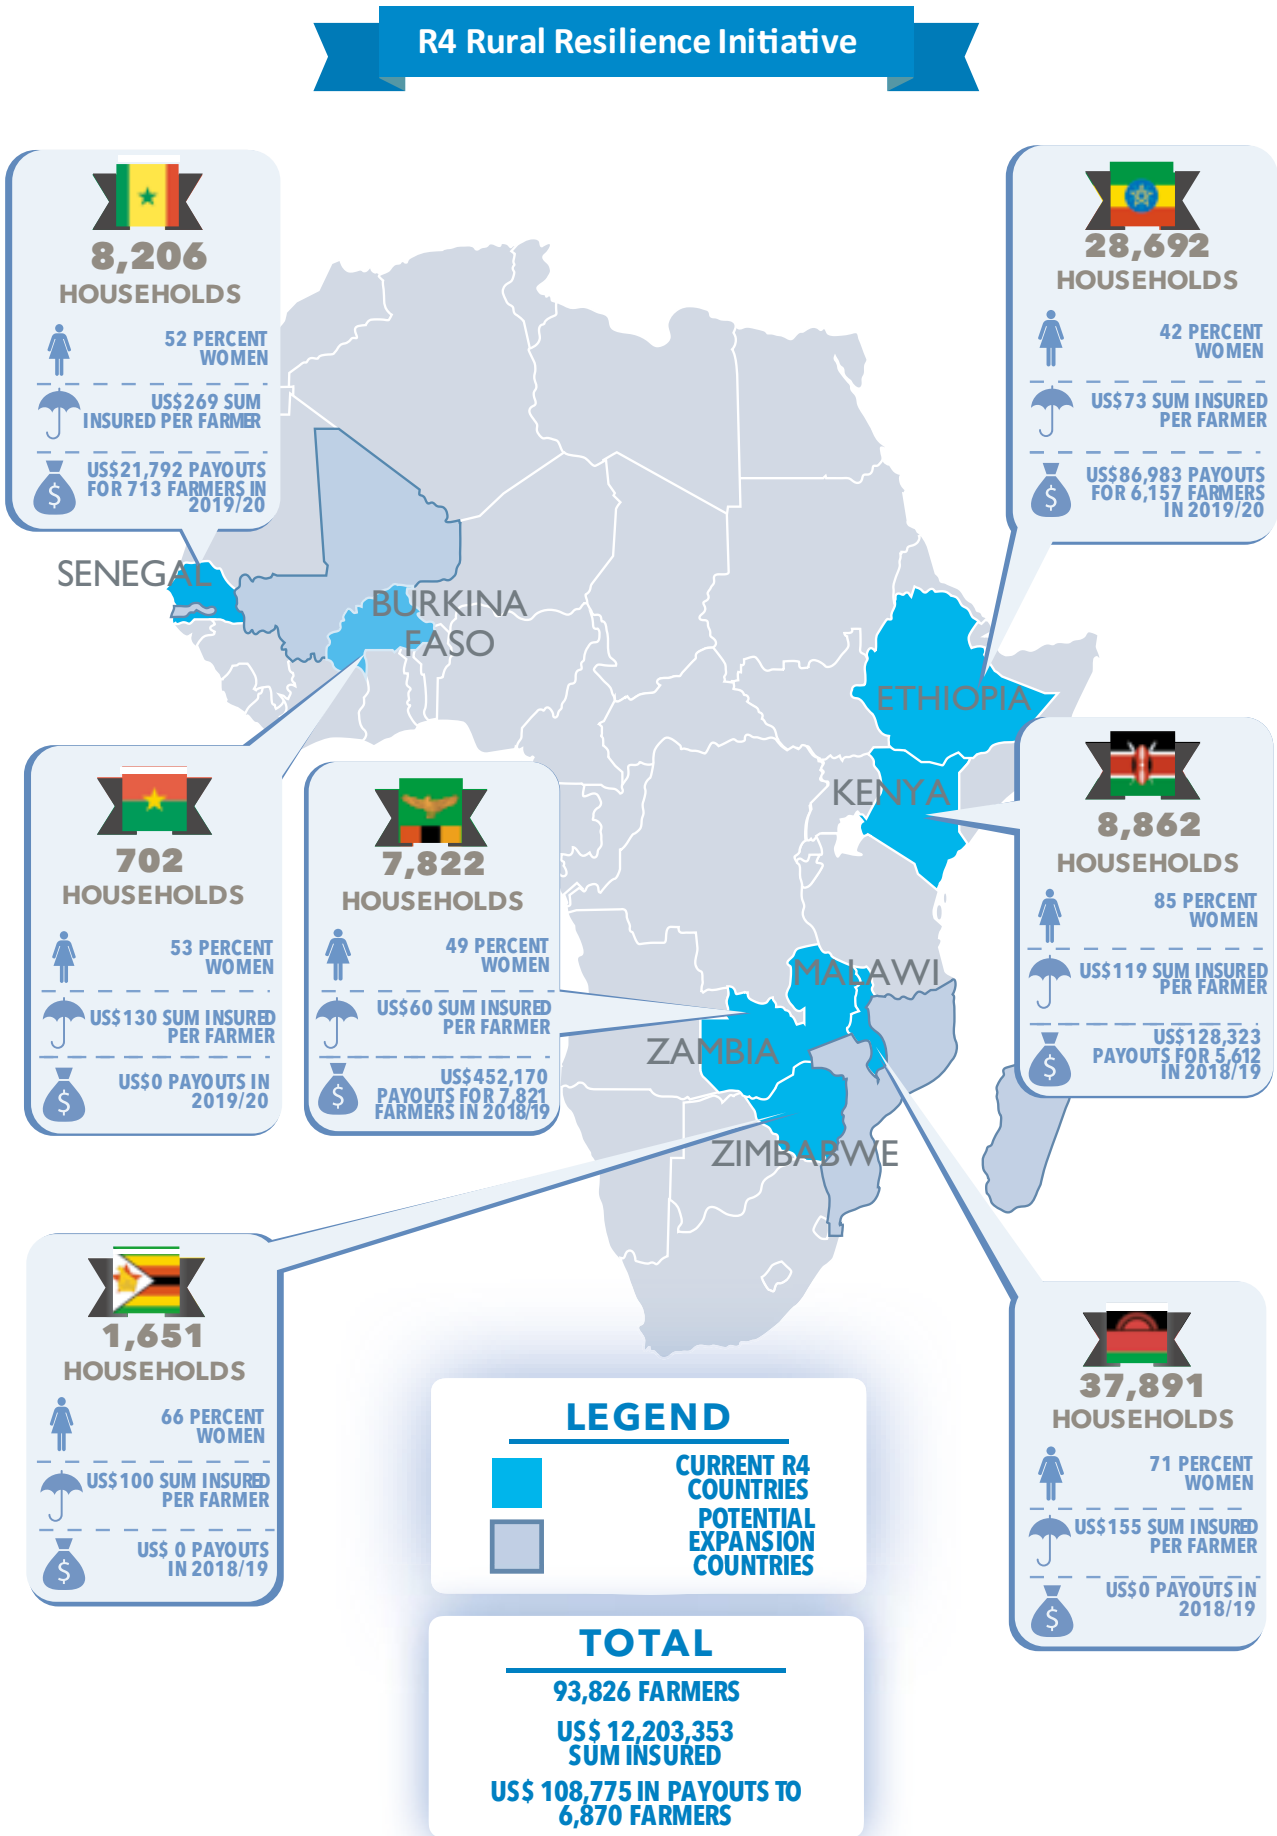 R4 Rural Resilience Initiative
8,206
HOUSEHOLDS
52 PERCENT
WOMEN
US$269 SUM
INSURED PER FARMER
US$21,792 PAYOUTS
FOR 713 FARMERS IN
2019/20
28,692
HOUSEHOLDS
42 PERCENT
WOMEN
US$73 SUM INSURED
PER FARMER
US$86,983 PAYOUTS
FOR 6,157 FARMERS
IN 2019/20
SENEGAL
BURKINA
FASO
ETHIOPIA
KENYA
MALAWI
ZAMBIA
ZIMBABWE
702
HOUSEHOLDS
53 PERCENT
WOMEN
US$130 SUM INSURED
PER FARMER
US$0 PAYOUTS IN
2019/20
7,822
HOUSEHOLDS
49 PERCENT
WOMEN
US$60 SUM INSURED
PER FARMER
US$452,170
PAYOUTS FOR 7,821
FARMERS IN 2018/19
8,862
HOUSEHOLDS
85 PERCENT
WOMEN
US$119 SUM INSURED
PER FARMER
US$128,323
PAYOUTS FOR 5,612
IN 2018/19
1,651
HOUSEHOLDS
66 PERCENT
WOMEN
US$100 SUM INSURED
PER FARMER
US$ 0 PAYOUTS
IN 2018/19
37,891
HOUSEHOLDS
71 PERCENT
WOMEN
US$155 SUM INSURED
PER FARMER
US$0 PAYOUTS IN
2018/19
LEGEND
CURRENT R4
COUNTRIES
POTENTIAL
EXPANSION
COUNTRIES
TOTAL
93,826 FARMERS
US$ 12,203,353
SUM INSURED
US$ 108,775 IN PAYOUTS TO
6,870 FARMERS